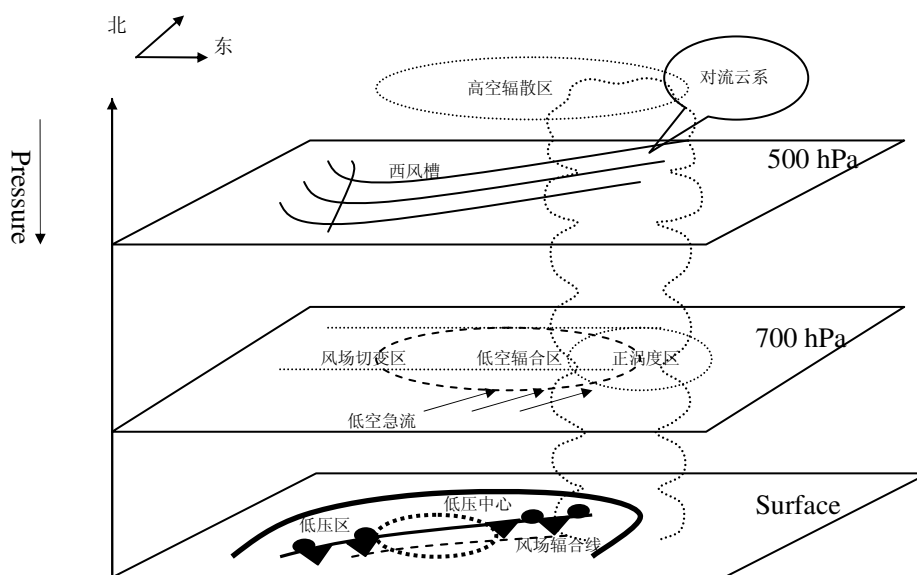 北
东
高空辐散区
对流云系
500 hPa
西风槽
Pressure
700 hPa
风场切变区
低空辐合区
正涡度区
低空急流
Surface
低压中心
低压区
风场辐合线